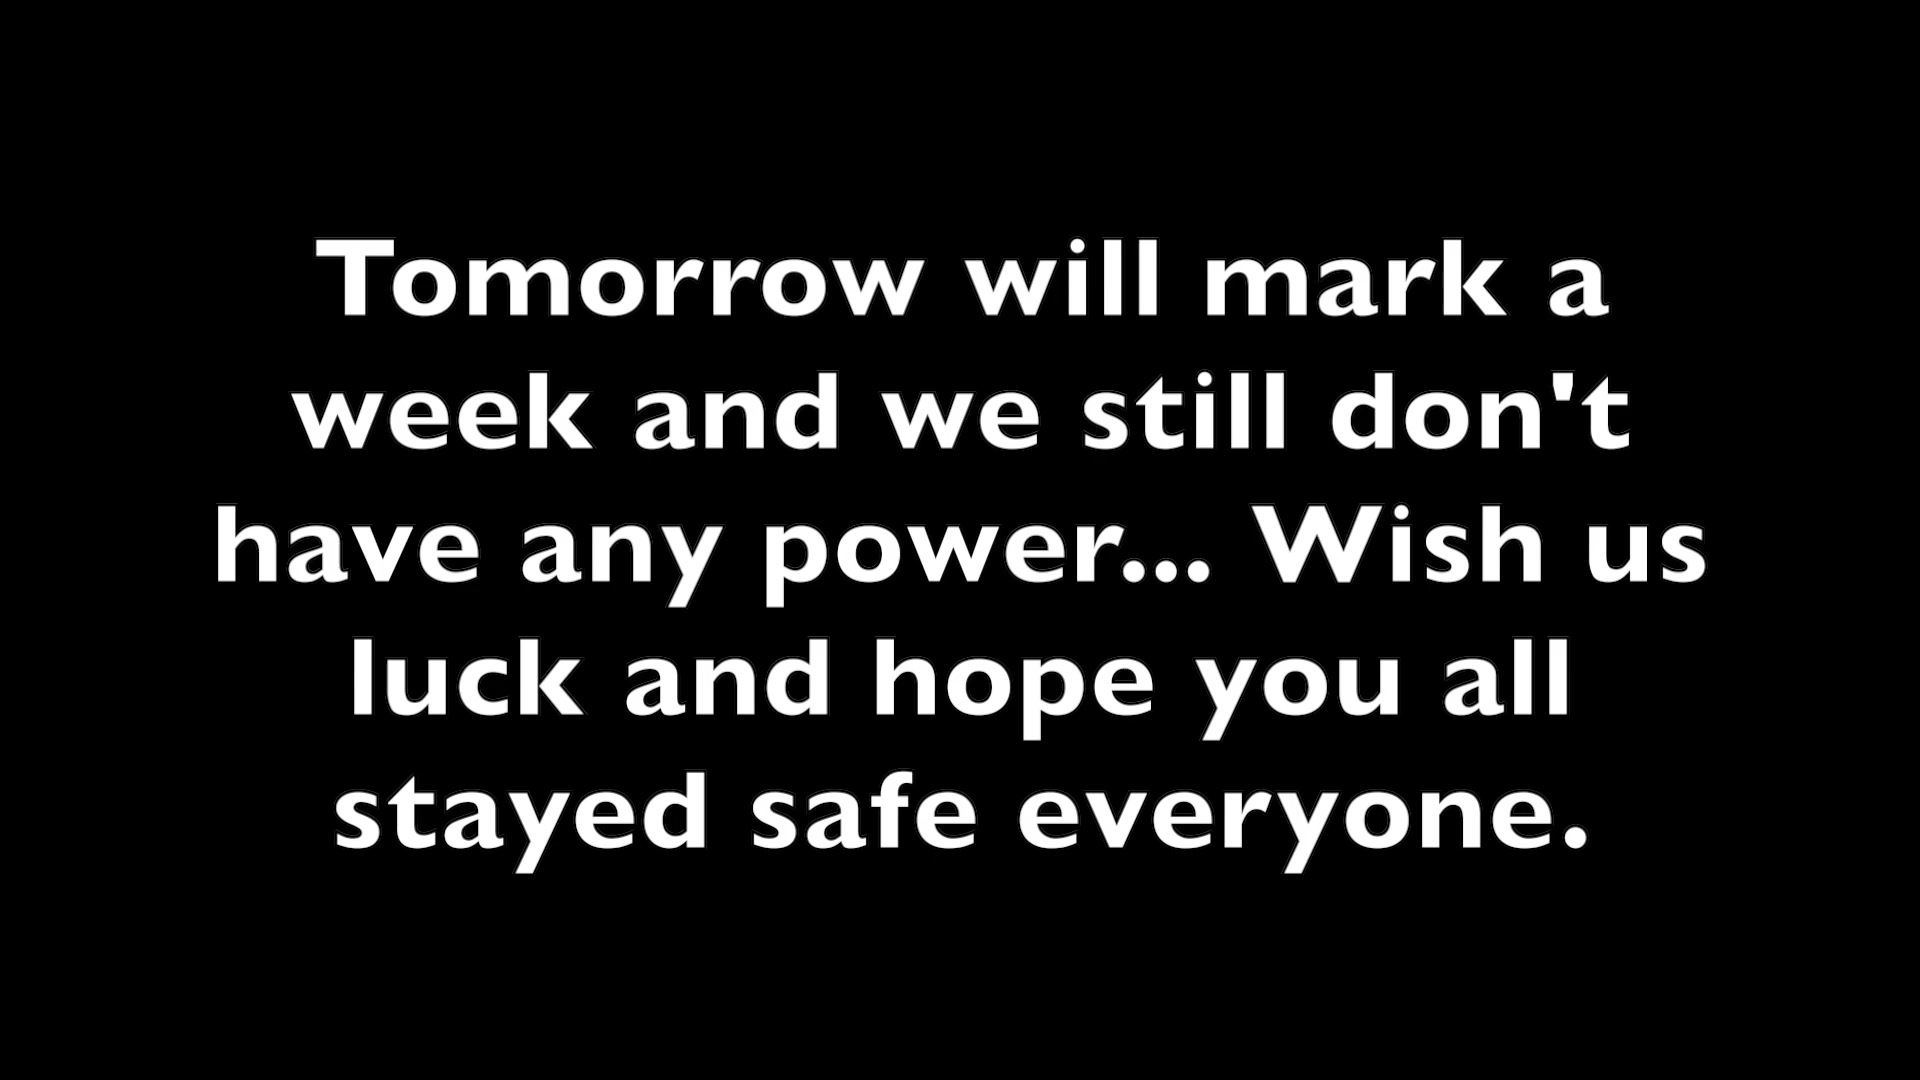 Tomorrow will mark a
week and we still don't
have any power... Wish us
luck and hope you all
stayed safe everyone.